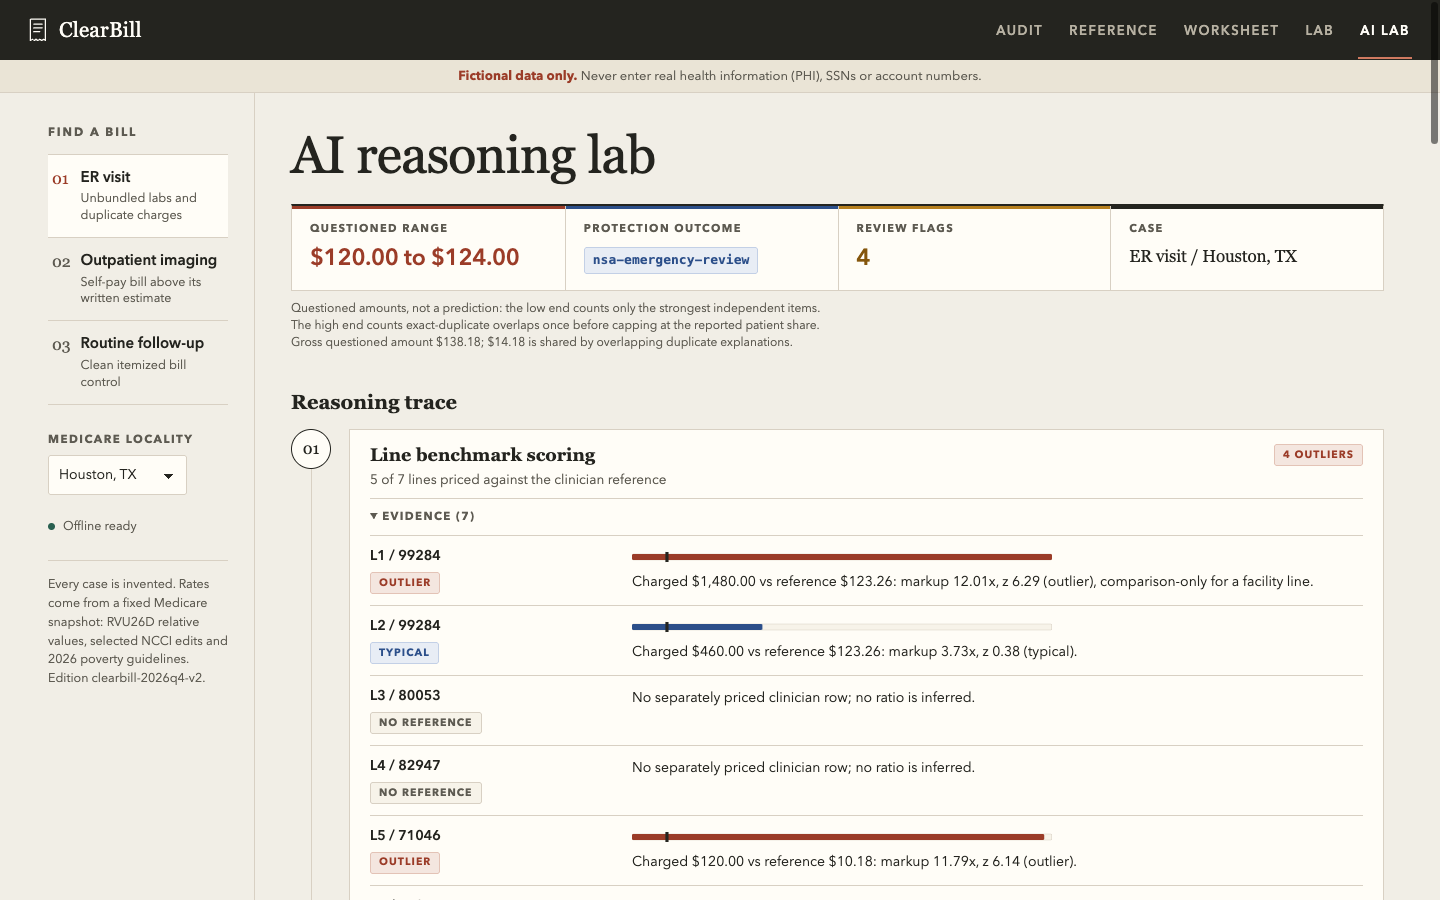 ClearBill
AUDIT REFERENCE WORKSHEET LAB AI LAB
Fictional data only. Never enter real health information (PHI), SSNs or account numbers.
FIND A BILL
01 ER visit
Unbundled labs and
duplicate charges
02 Outpatient imaging
Self-pay bill above its
written estimate
03 Routine follow-up
Clean itemized bill
control
MEDICARE LOCALITY
Houston, TX
Offline ready
Every case is invented. Rates
come from a fixed Medicare
snapshot: RVU26D relative
values, selected NCCI edits and
2026 poverty guidelines.
Edition clearbill-2026q4-v2.
AI reasoning lab
QUESTIONED RANGE
$120.00 to $124.00
PROTECTION OUTCOME
nsa-emergency-review
REVIEW FLAGS
4
CASE
ER visit / Houston, TX
Questioned amounts, not a prediction: the low end counts only the strongest independent items.
The high end counts exact-duplicate overlaps once before capping at the reported patient share.
Gross questioned amount $138.18; $14.18 is shared by overlapping duplicate explanations.
Reasoning trace
01
Line benchmark scoring
4 OUTLIERS
5 of 7 lines priced against the clinician reference
EVIDENCE (7)
L1 / 99284
OUTLIER
Charged $1,480.00 vs reference $123.26: markup 12.01x, z 6.29 (outlier), comparison-only for a facility line.
L2 / 99284
TYPICAL
Charged $460.00 vs reference $123.26: markup 3.73x, z 0.38 (typical).
L3 / 80053
NO REFERENCE
No separately priced clinician row; no ratio is inferred.
L4 / 82947
NO REFERENCE
No separately priced clinician row; no ratio is inferred.
L5 / 71046
OUTLIER
Charged $120.00 vs reference $10.18: markup 11.79x, z 6.14 (outlier).